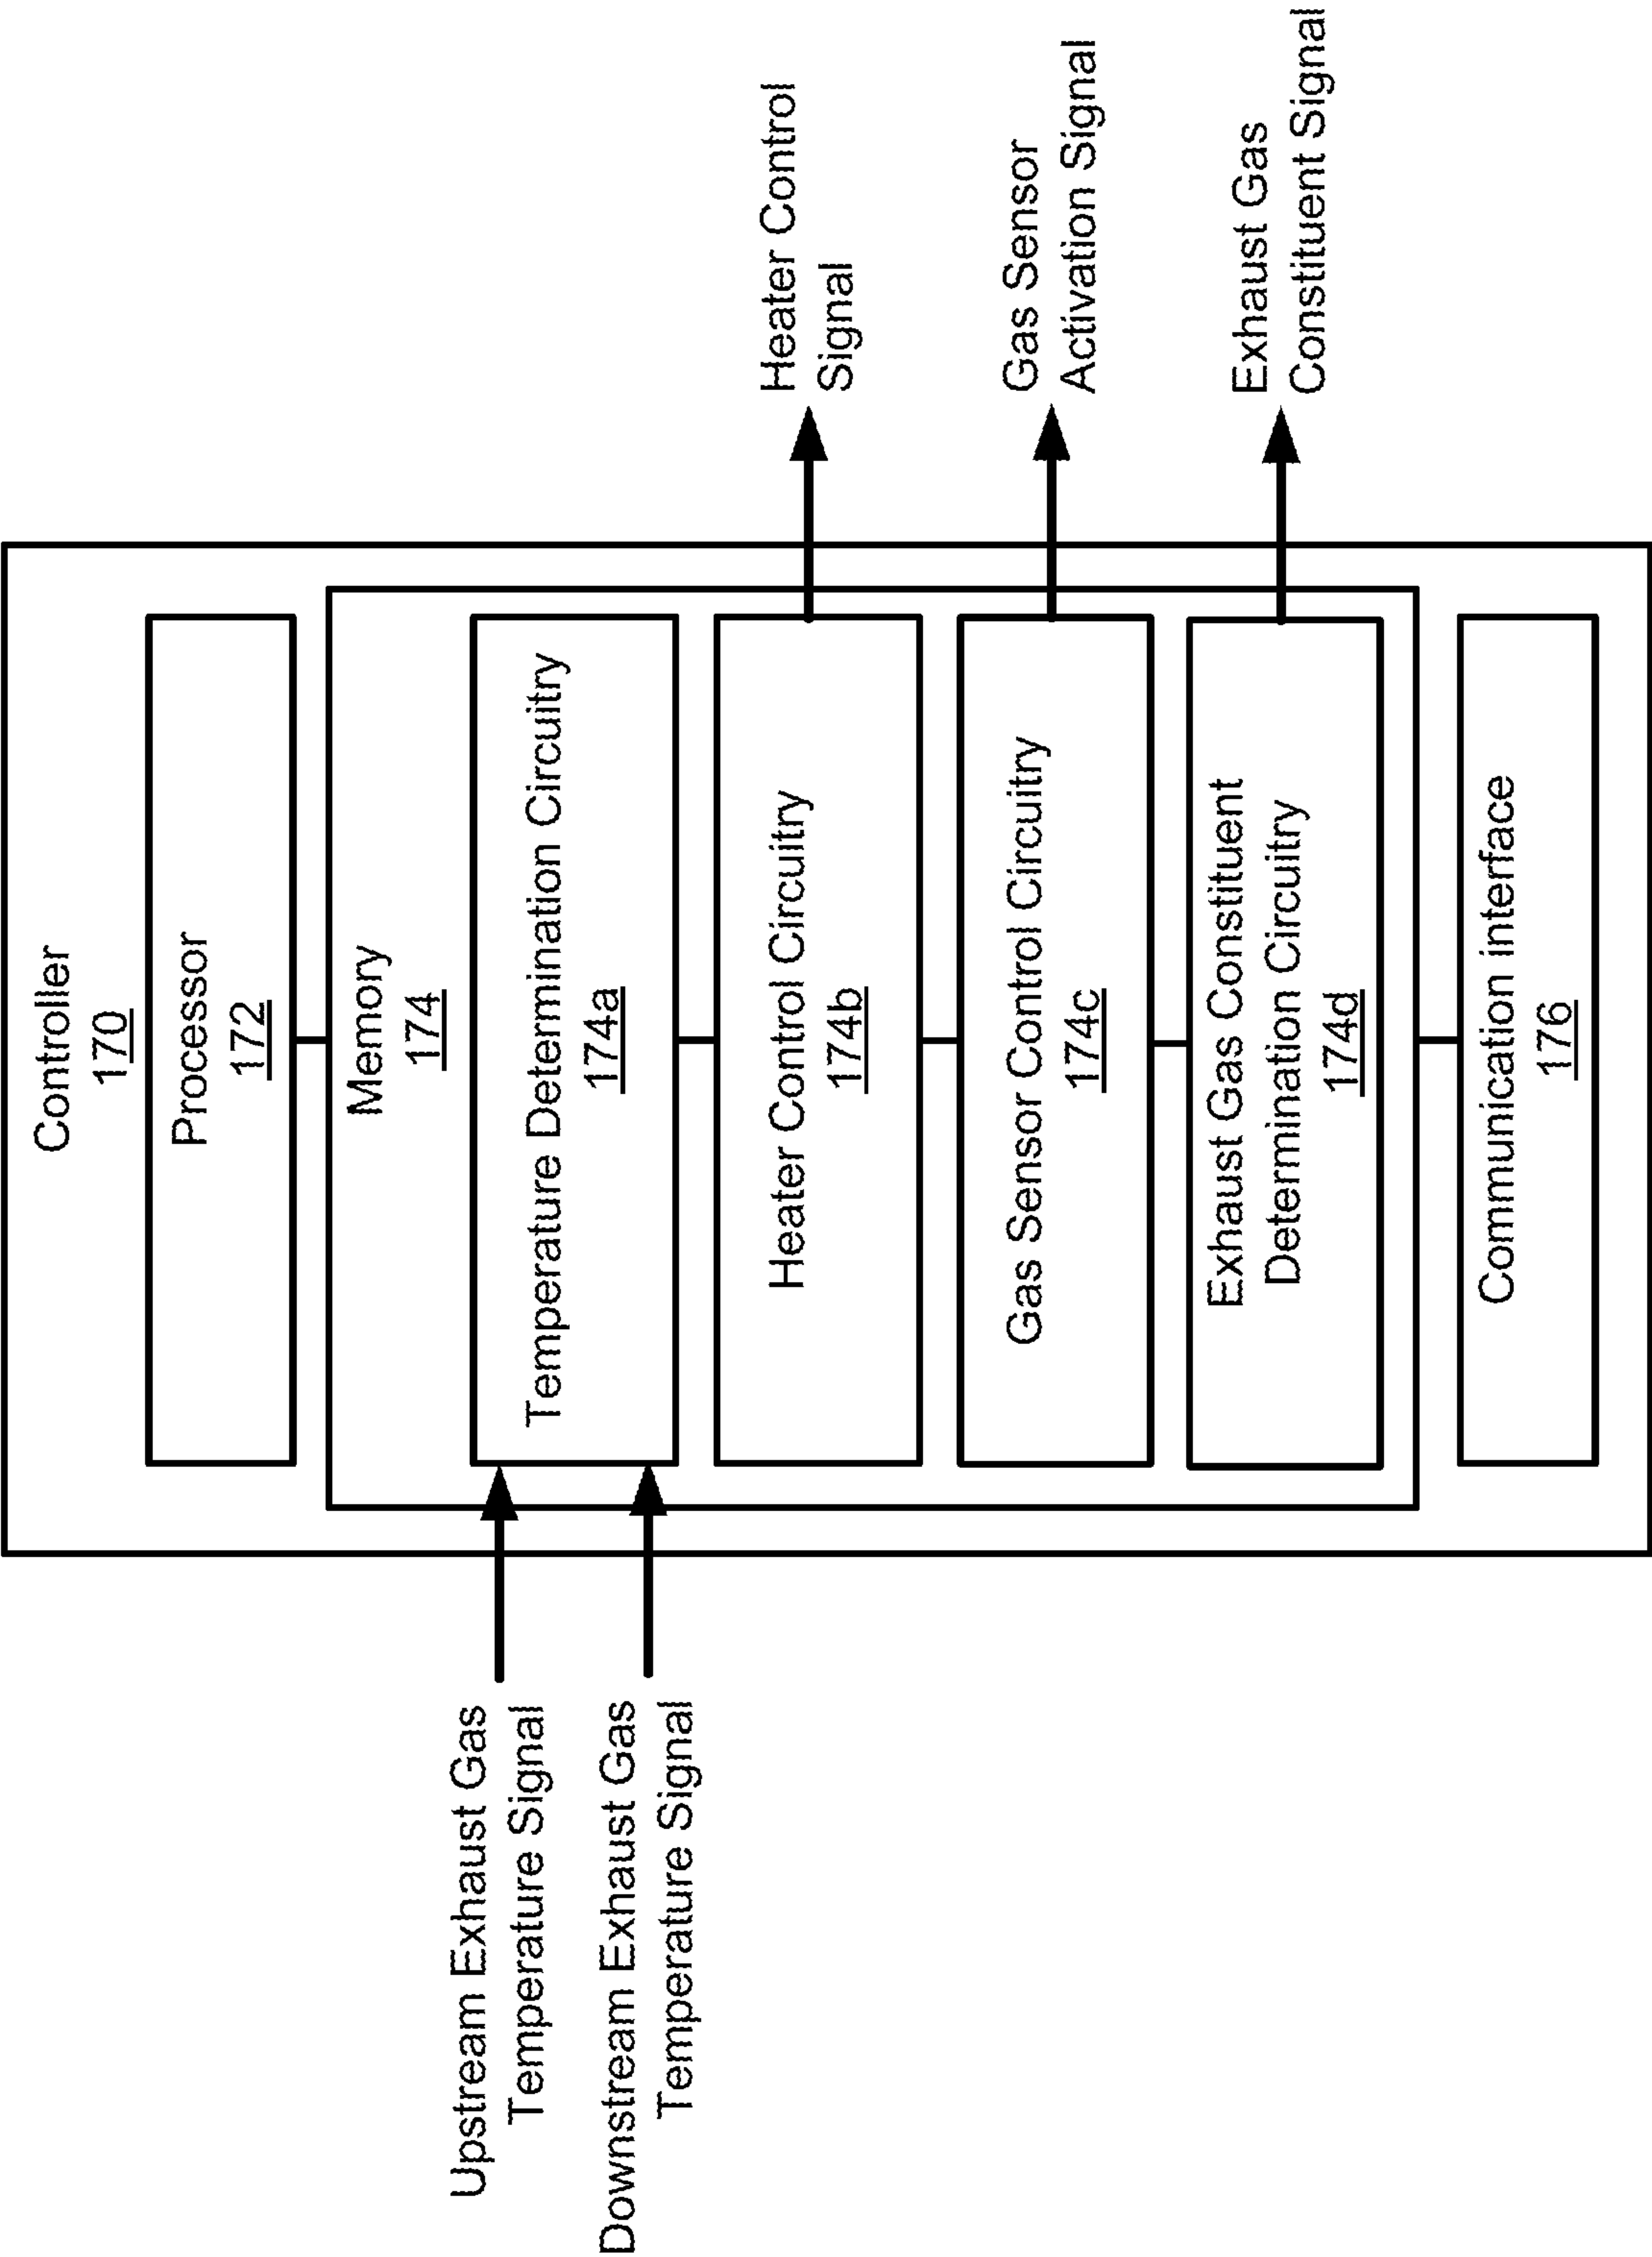 Controller
170
Processor
172
Memory
174
Upstream Exhaust Gas
Temperature Signal
Downstream Exhaust Gas
Temperature Signal
Temperature Determination Circuitry
174a
Heater Control Circuitry
174b
Heater Control
Signal
Gas Sensor Control Circuitry
174c
Gas Sensor
Activation Signal
Exhaust Gas Constituent
Determination Circuitry
174d
Exhaust Gas
Constituent Signal
Communication interface
176